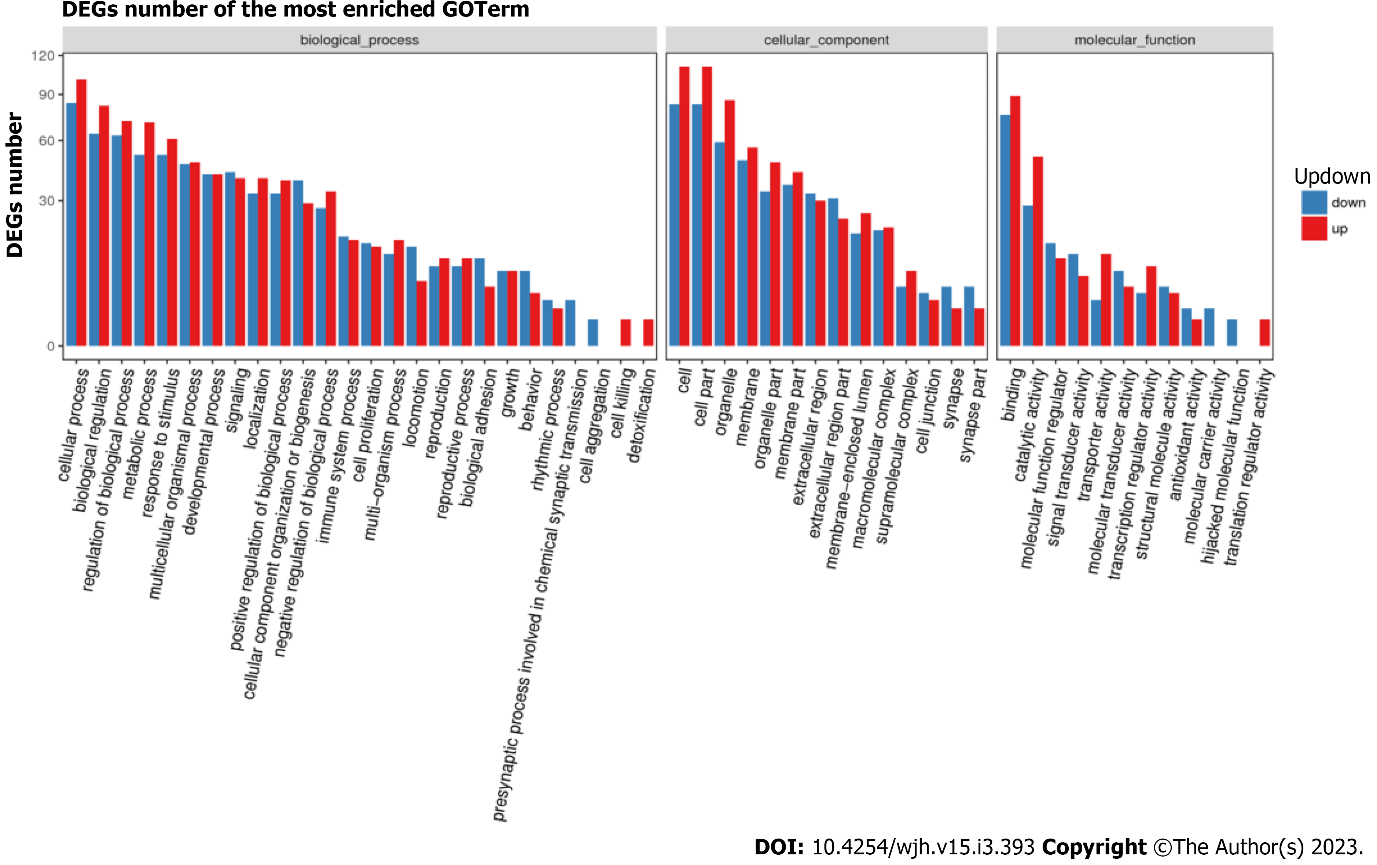 DEGs number of the most enriched GOTerm
biological_process
cellular_component
molecular_function
DEGs number
120
90
60
30
0
Updown
down
up
cellular process
biological regulation
regulation of biological process
metabolic process
response to stimulus
multicellular organismal process
developmental process
signaling
localization
positive regulation of biological process
cellular component organization or biogenesis
negative regulation of biological process
immune system process
cell proliferation
multi−organism process
locomotion
reproduction
reproductive process
biological adhesion
growth
behavior
rhythmic process
presynaptic process involved in chemical synaptic transmission
cell aggregation
cell killing
detoxification
cell
cell part
organelle
membrane
organelle part
membrane part
extracellular region
extracellular region part
membrane−enclosed lumen
macromolecular complex
supramolecular complex
cell junction
synapse
synapse part
binding
catalytic activity
molecular function regulator
signal transducer activity
transporter activity
molecular transducer activity
transcription regulator activity
structural molecule activity
antioxidant activity
molecular carrier activity
hijacked molecular function
translation regulator activity
DOI: 10.4254/wjh.v15.i3.393 Copyright ©The Author(s) 2023.